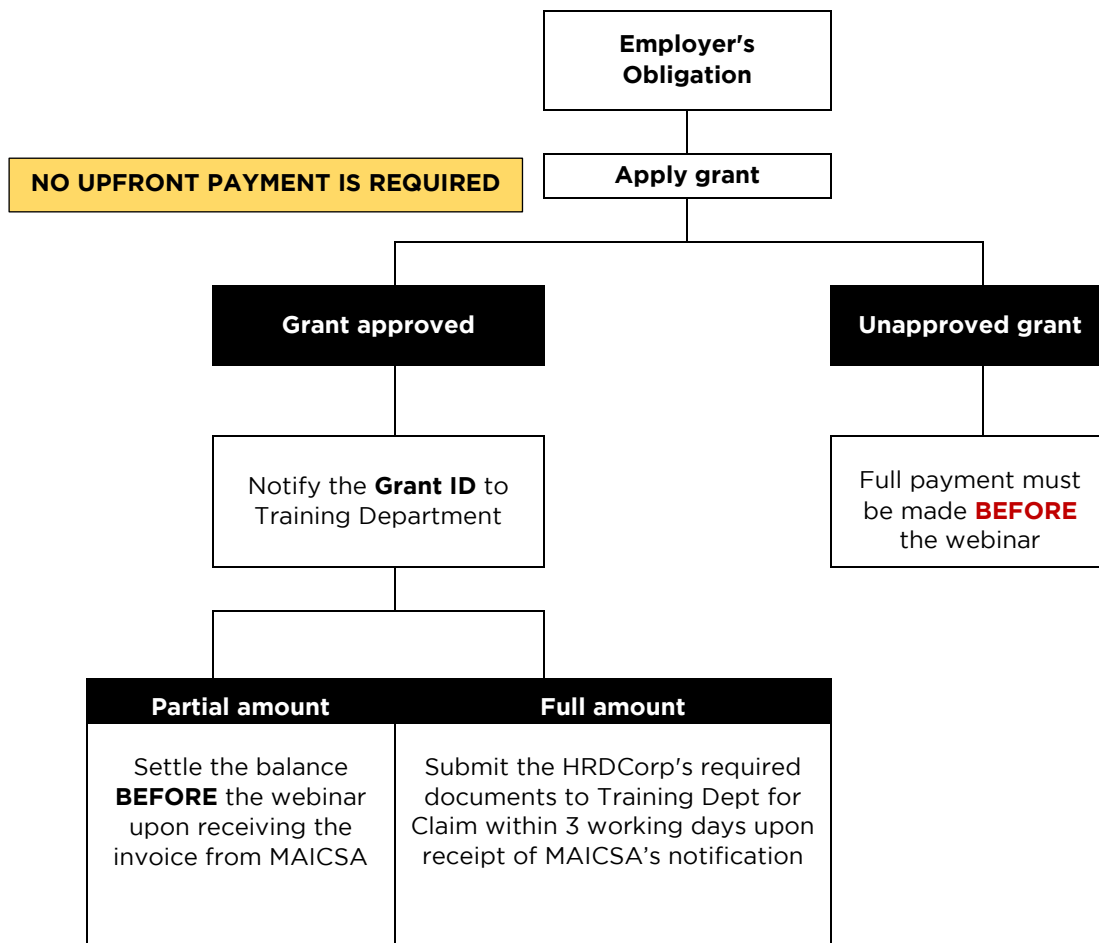 Employer's
Obligation
NO UPFRONT PAYMENT IS REQUIRED
Apply grant
Grant approved
Unapproved grant
Notify the Grant ID to
Training Department
Full payment must
be made BEFORE
the webinar
Partial amount
Full amount
Settle the balance
BEFORE the webinar
upon receiving the
invoice from MAICSA
Submit the HRDCorp's required
documents to Training Dept for
Claim within 3 working days upon
receipt of MAICSA’s notification